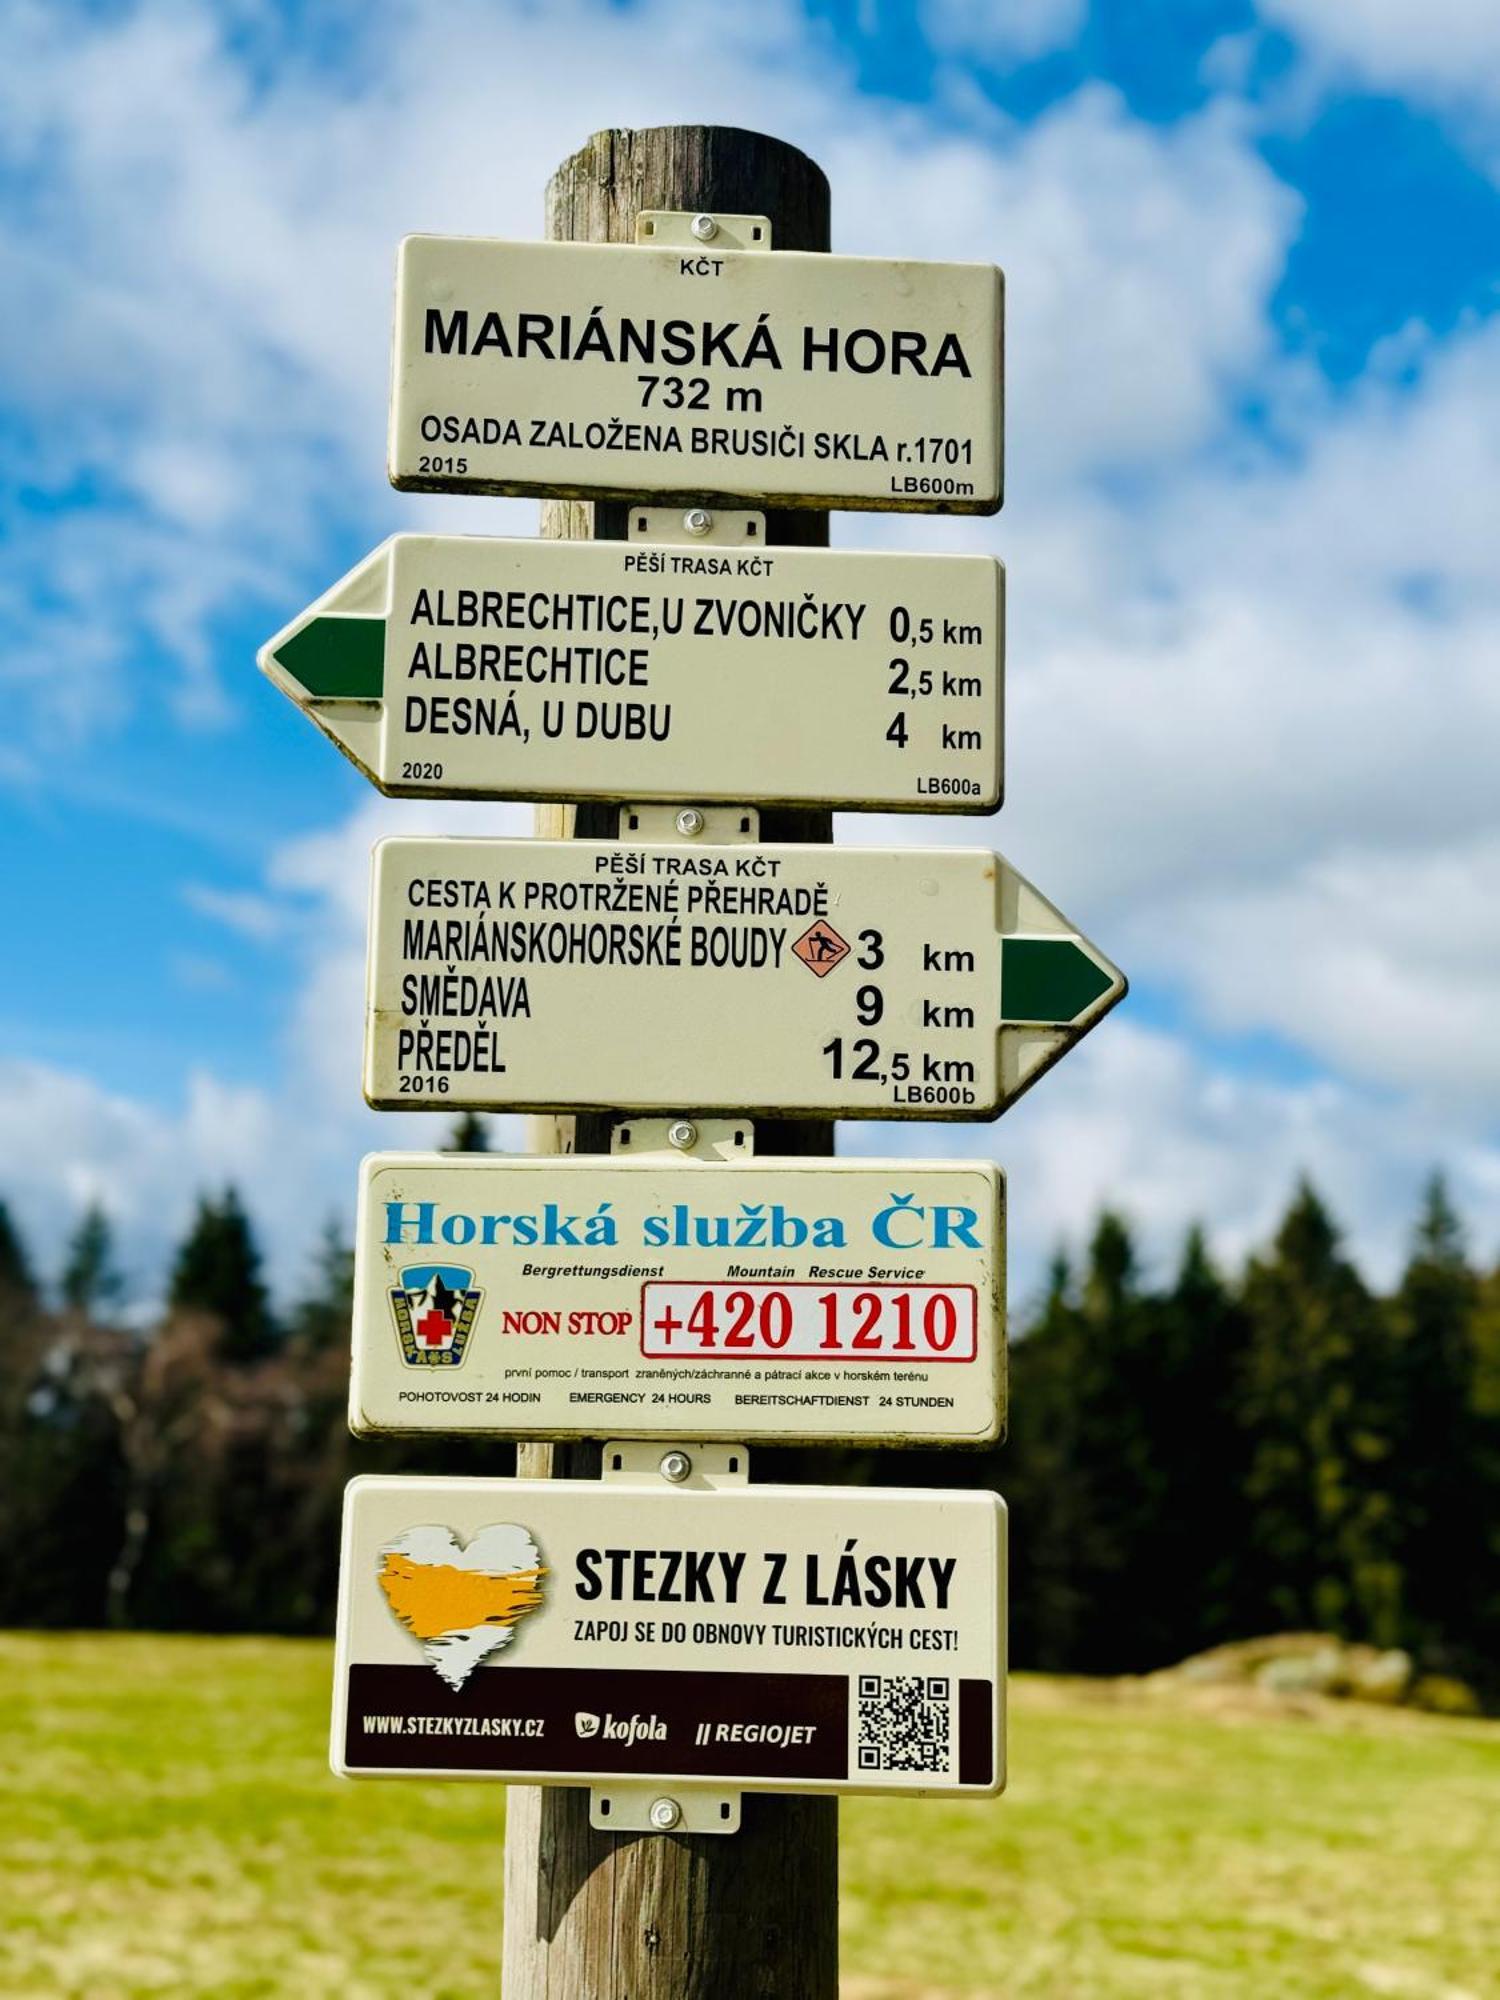 KČT
MARIÁNSKÁ HORA
732 m
OSADA ZALOŽENA BRUSIČI SKLA r.1701
2015 LB600m
PĚŠÍ TRASA KČT
ALBRECHTICE,U ZVONIČKY 0,5 km
ALBRECHTICE 2,5 km
DESNÁ, U DUBU 4 km
2020 LB600a
PĚŠÍ TRASA KČT
CESTA K PROTRŽENÉ PŘEHRADĚ
MARIÁNSKOHORSKÉ BOUDY 3 km
SMĚDAVA 9 km
PŘEDĚL 12,5 km
2016 LB600b
Horská služba ČR
Bergrettungsdienst Mountain Rescue Service
HORSKÁ SLUŽBA
NON STOP +420 1210
první pomoc / transport zraněných/záchranné a pátrací akce v horském terénu
POHOTOVOST 24 HODIN EMERGENCY 24 HOURS BEREITSCHAFTDIENST 24 STUNDEN
STEZKY Z LÁSKY
ZAPOJ SE DO OBNOVY TURISTICKÝCH CEST!
WWW.STEZKYZLASKY.CZ kofola REGIOJET